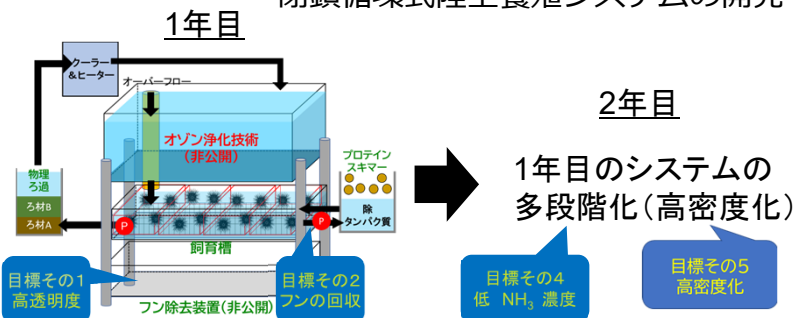 閉鎖循環式陸上養殖システムの開発
1年目
クーラー
&ヒーター
オーバーフロー
オゾン浄化技術
(非公開)
物理
ろ過
ろ材B
ろ材A
プロテイン
スキマー
除
タンパク質
P
P
飼育槽
目標その1
高透明度
目標その2
フンの回収
フン除去装置(非公開)
2年目
1年目のシステムの
多段階化(高密度化)
目標その4
低 NH₃ 濃度
目標その5
高密度化